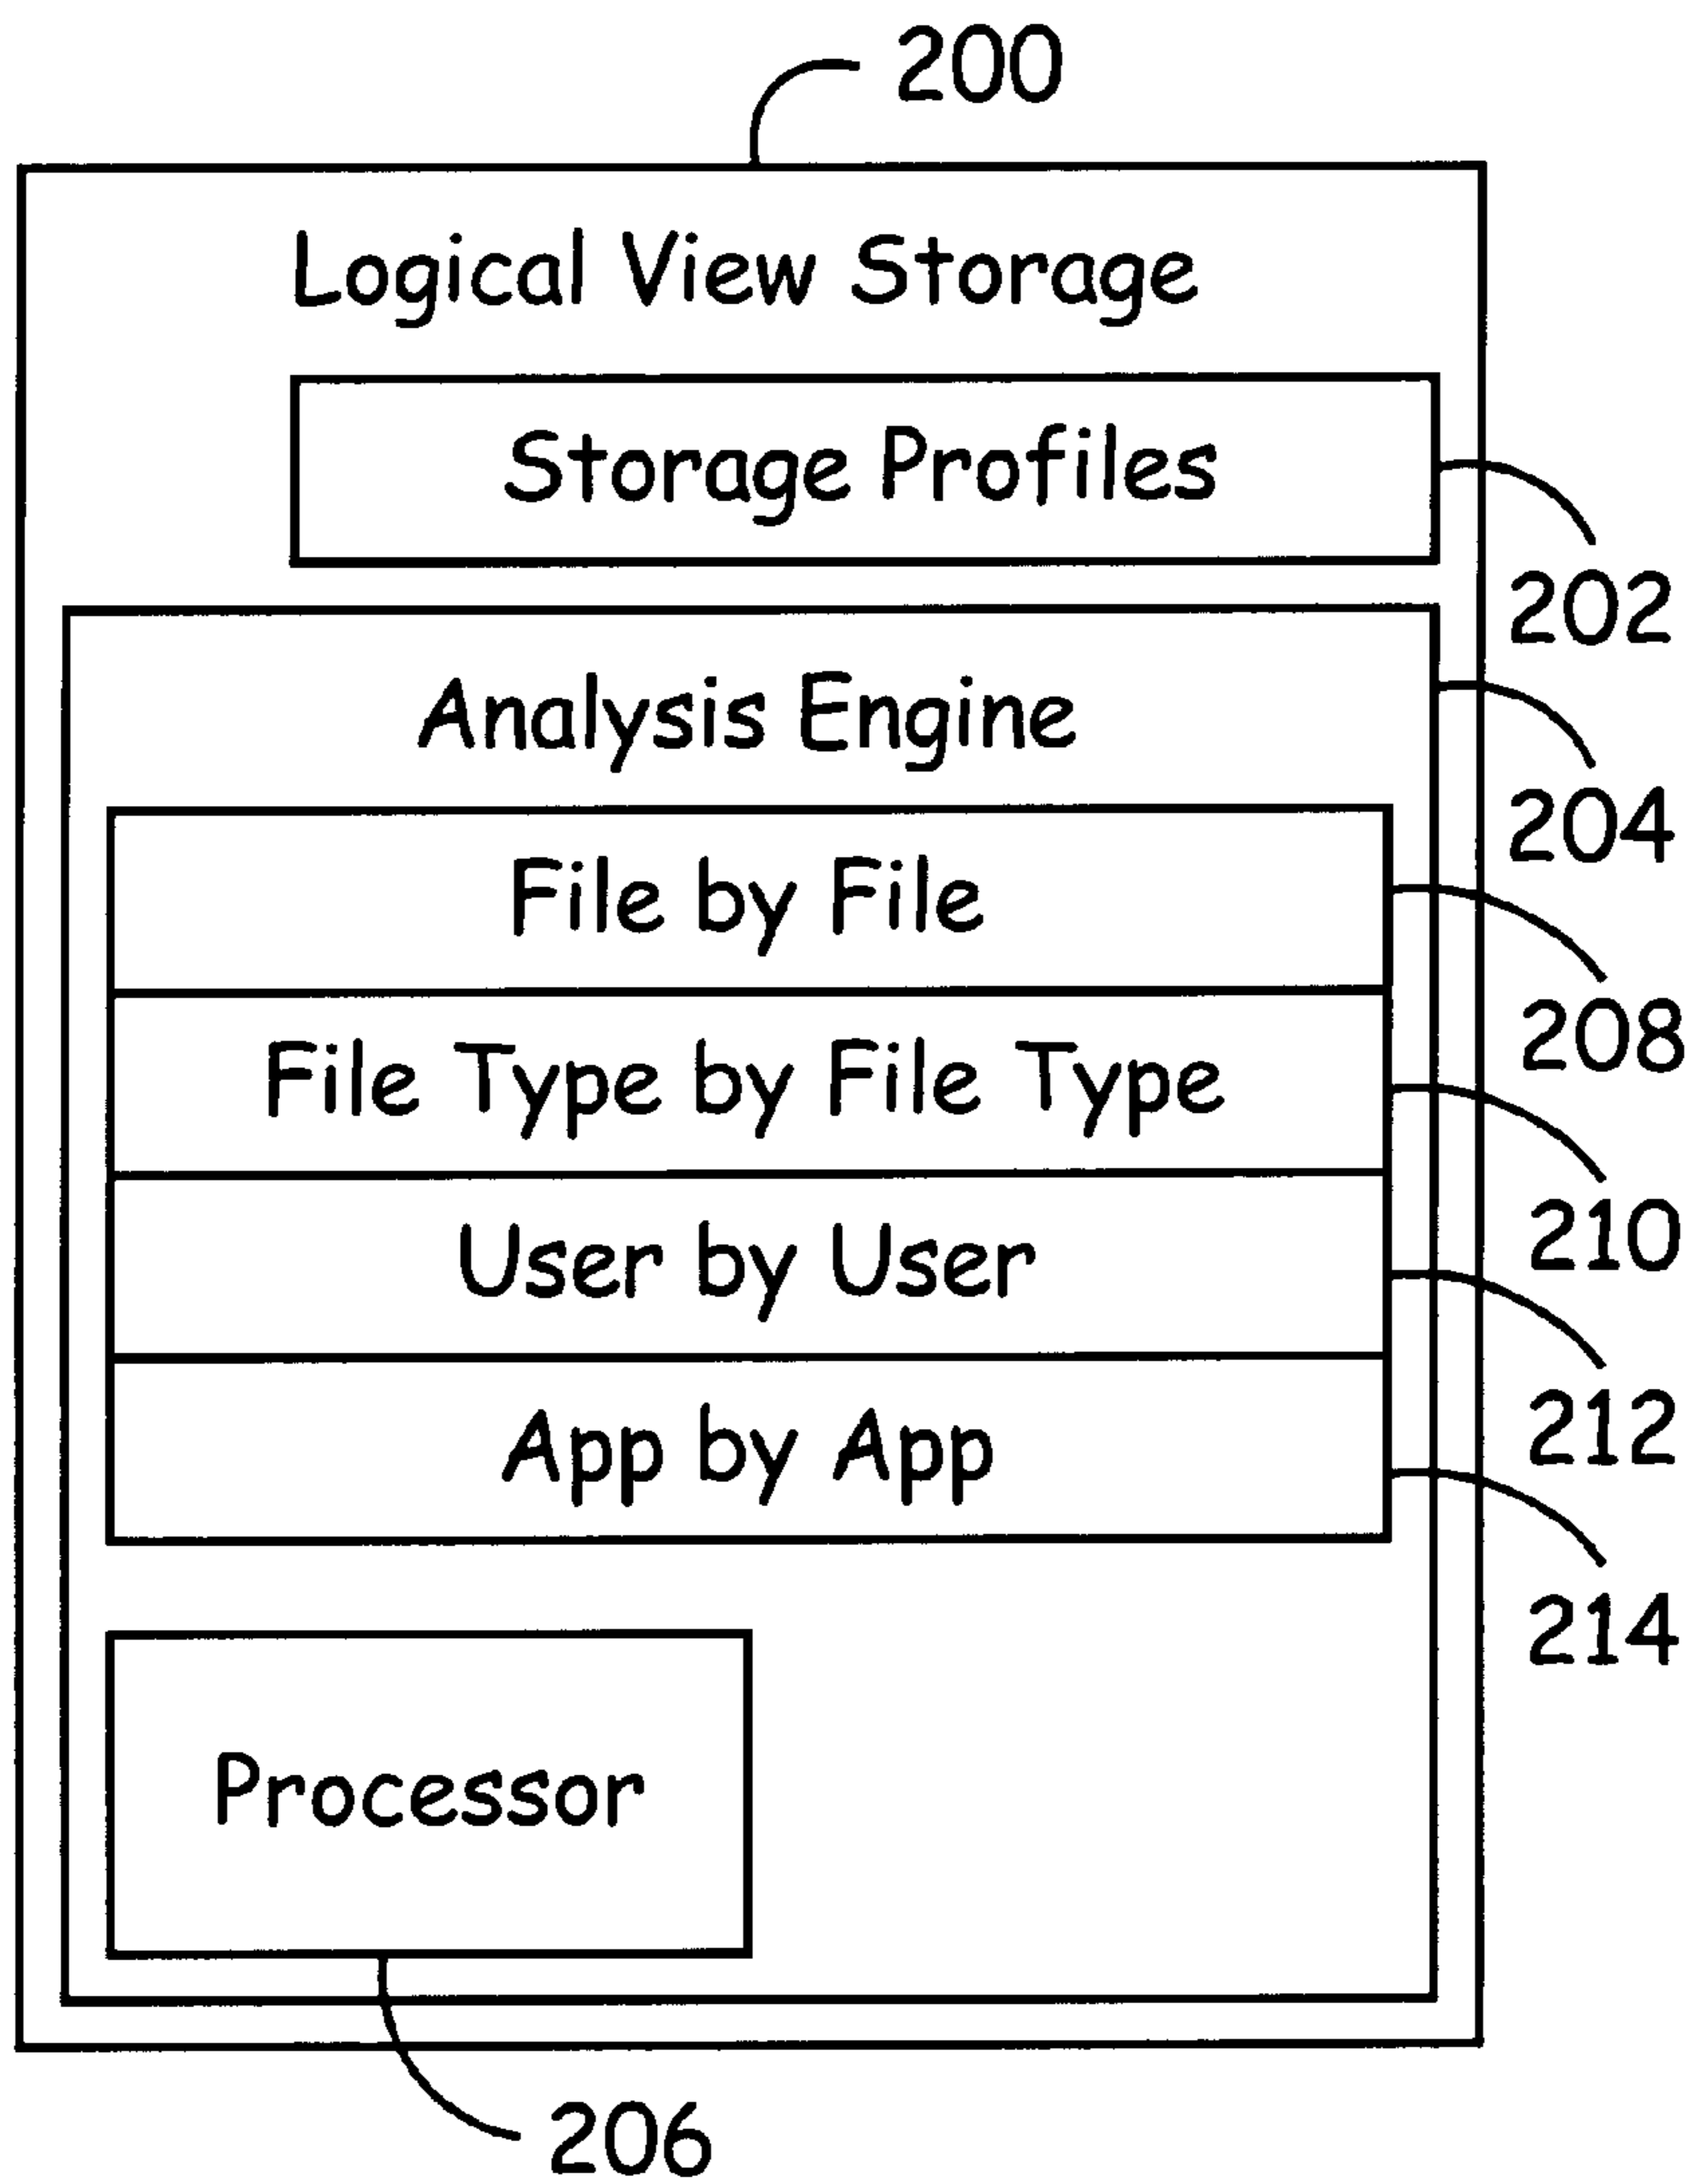 200
Logical View Storage
Storage Profiles
202
Analysis Engine
204
File by File
208
File Type by File Type
210
User by User
212
App by App
214
Processor
206